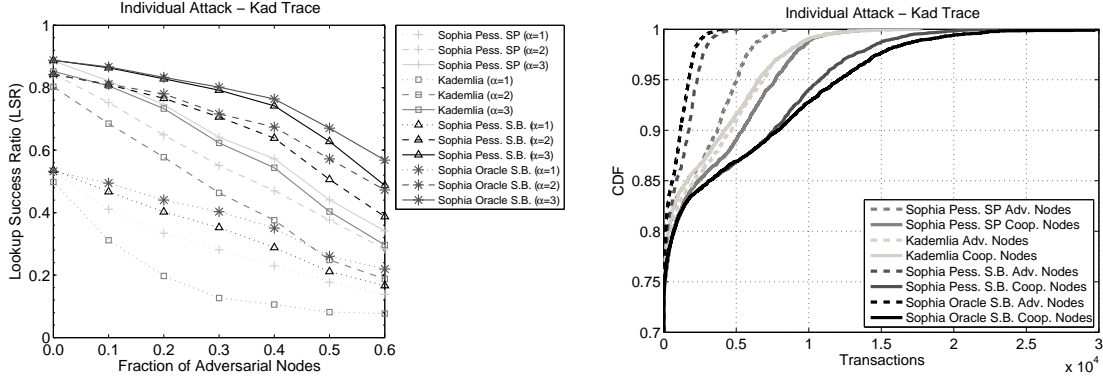 Individual Attack – Kad Trace
Lookup Success Ratio (LSR)
1
0.8
0.6
0.4
0.2
0
0.0
0.1
0.2
0.3
0.4
0.5
0.6
Fraction of Adversarial Nodes
Sophia Pess. SP (α=1)
Sophia Pess. SP (α=2)
Sophia Pess. SP (α=3)
Kademlia (α=1)
Kademlia (α=2)
Kademlia (α=3)
Sophia Pess. S.B. (α=1)
Sophia Pess. S.B. (α=2)
Sophia Pess. S.B. (α=3)
Sophia Oracle S.B. (α=1)
Sophia Oracle S.B. (α=2)
Sophia Oracle S.B. (α=3)
Individual Attack – Kad Trace
CDF
1
0.95
0.9
0.85
0.8
0.75
0.7
0
0.5
1
1.5
2
2.5
3
x 10⁴
Transactions
Sophia Pess. SP Adv. Nodes
Sophia Pess. SP Coop. Nodes
Kademlia Adv. Nodes
Kademlia Coop. Nodes
Sophia Pess. S.B. Adv. Nodes
Sophia Pess. S.B. Coop. Nodes
Sophia Oracle S.B. Adv. Nodes
Sophia Oracle S.B. Coop. Nodes